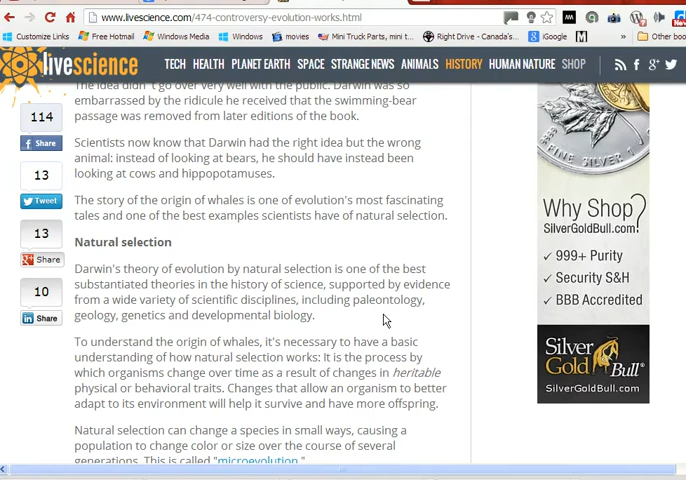 www.livescience.com/474-controversy-evolution-works.html
Customize Links Free Hotmail Windows Media Windows music Mini Truck Parts, mini t... Right Drive - Canada's... iGoogle » Other boo
livescience TECH HEALTH PLANET EARTH SPACE STRANGE NEWS ANIMALS HISTORY HUMAN NATURE SHOP
The idea didn't go over very well with the public. Darwin was so
embarrassed by the ridicule he received that the swimming-bear
passage was removed from later editions of the book.
114
Share
Scientists now know that Darwin had the right idea but the wrong
animal: instead of looking at bears, he should have instead been
looking at cows and hippopotamuses.
13
Tweet
The story of the origin of whales is one of evolution's most fascinating
tales and one of the best examples scientists have of natural selection.
13
Share
Natural selection
Darwin's theory of evolution by natural selection is one of the best
substantiated theories in the history of science, supported by evidence
from a wide variety of scientific disciplines, including paleontology,
geology, genetics and developmental biology.
10
Share
To understand the origin of whales, it's necessary to have a basic
understanding of how natural selection works: It is the process by
which organisms change over time as a result of changes in heritable
physical or behavioral traits. Changes that allow an organism to better
adapt to its environment will help it survive and have more offspring.
Natural selection can change a species in small ways, causing a
population to change color or size over the course of several
generations. This is called "microevolution."
FINE SILVER 1
Why Shop?
SilverGoldBull.com
✓ 999+ Purity
✓ Security S&H
✓ BBB Accredited
Silver
Gold
Bull
SilverGoldBull.com